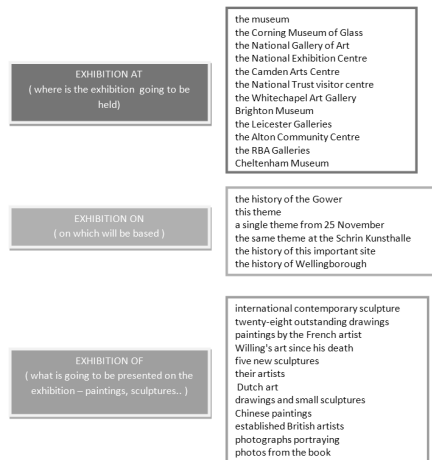 EXHIBITION AT
( where is the exhibition going to be
held)
the museum
the Corning Museum of Glass
the National Gallery of Art
the National Exhibition Centre
the Camden Arts Centre
the National Trust visitor centre
the Whitechapel Art Gallery
Brighton Museum
the Leicester Galleries
the Alton Community Centre
the RBA Galleries
Cheltenham Museum
EXHIBITION ON
( on which will be based )
the history of the Gower
this theme
a single theme from 25 November
the same theme at the Schrin Kunsthalle
the history of this important site
the history of Wellingborough
EXHIBITION OF
( what is going to be presented on the
exhibition – paintings, sculptures.. )
international contemporary sculpture
twenty-eight outstanding drawings
paintings by the French artist
Willing's art since his death
five new sculptures
their artists
Dutch art
drawings and small sculptures
Chinese paintings
established British artists
photographs portraying
photos from the book